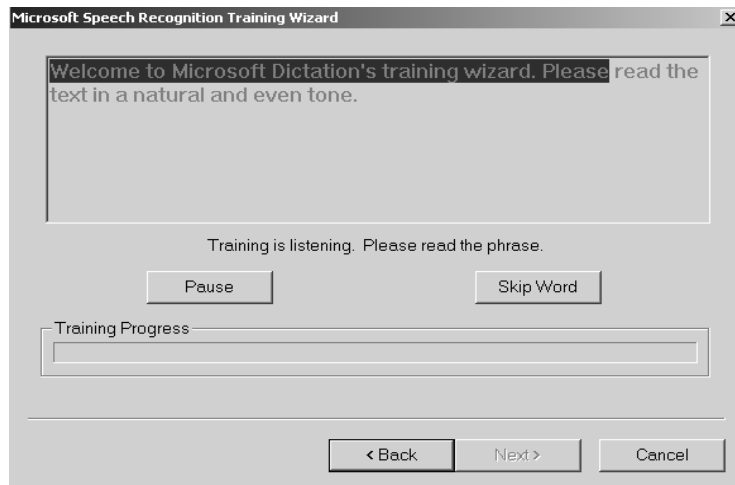 Microsoft Speech Recognition Training Wizard
Welcome to Microsoft Dictation's training wizard. Please read the
text in a natural and even tone.
Training is listening. Please read the phrase.
Pause
Skip Word
Training Progress
< Back
Next >
Cancel